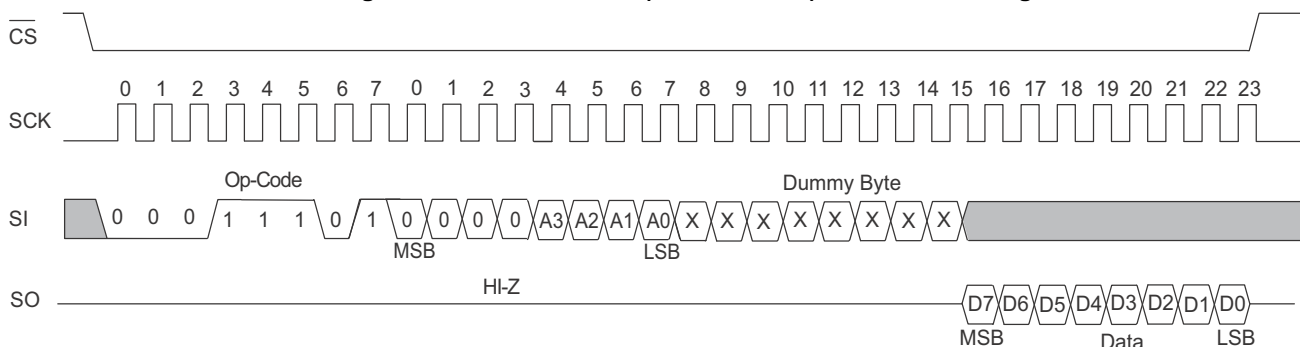 CS
0 1 2 3 4 5 6 7 0 1 2 3 4 5 6 7 8 9 10 11 12 13 14 15 16 17 18 19 20 21 22 23
SCK
Op-Code Dummy Byte
SI 0 0 0 1 1 1 0 1 0 0 0 0 A3 A2 A1 A0 X X X X X X X X
MSB LSB
HI-Z
SO D7 D6 D5 D4 D3 D2 D1 D0
MSB Data LSB